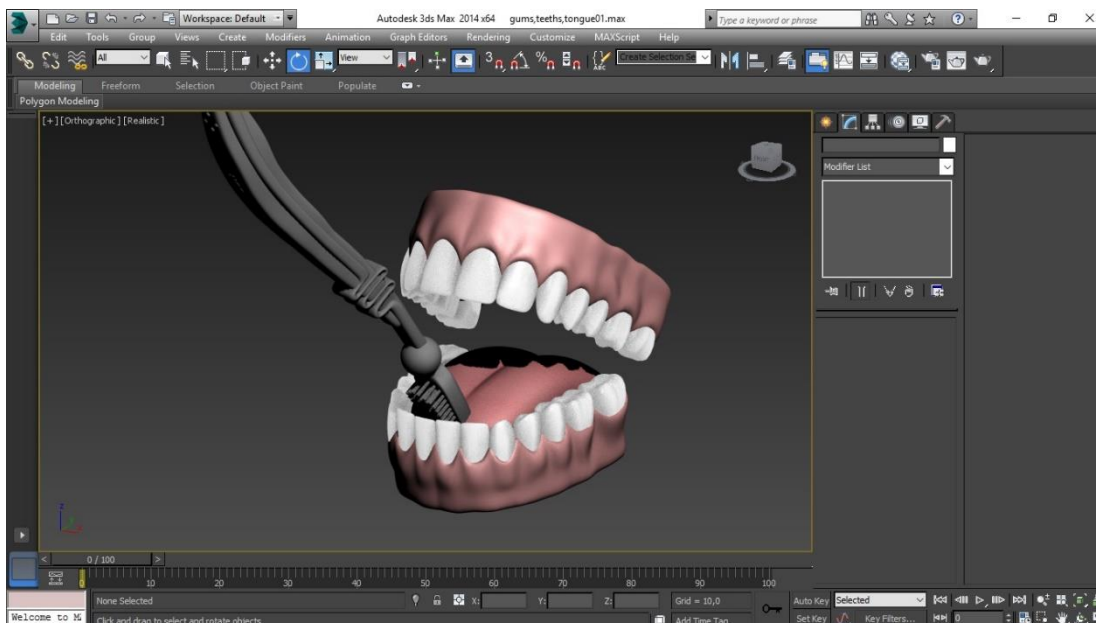 Workspace: Default
Autodesk 3ds Max 2014 x64 gums,teeths,tongue01.max
Type a keyword or phrase
Edit Tools Group Views Create Modifiers Animation Graph Editors Rendering Customize MAXScript Help
All
View
3
Create Selection Se
Modeling Freeform Selection Object Paint Populate
Polygon Modeling
[+] [Orthographic] [Realistic]
Modifier List
z
0 / 100
0 10 20 30 40 50 60 70 80 90 100
None Selected X: Y: Z: Grid = 10,0 Auto Key Selected
Welcome to M Click and drag to select and rotate objects Add Time Tag Set Key Key Filters... 0